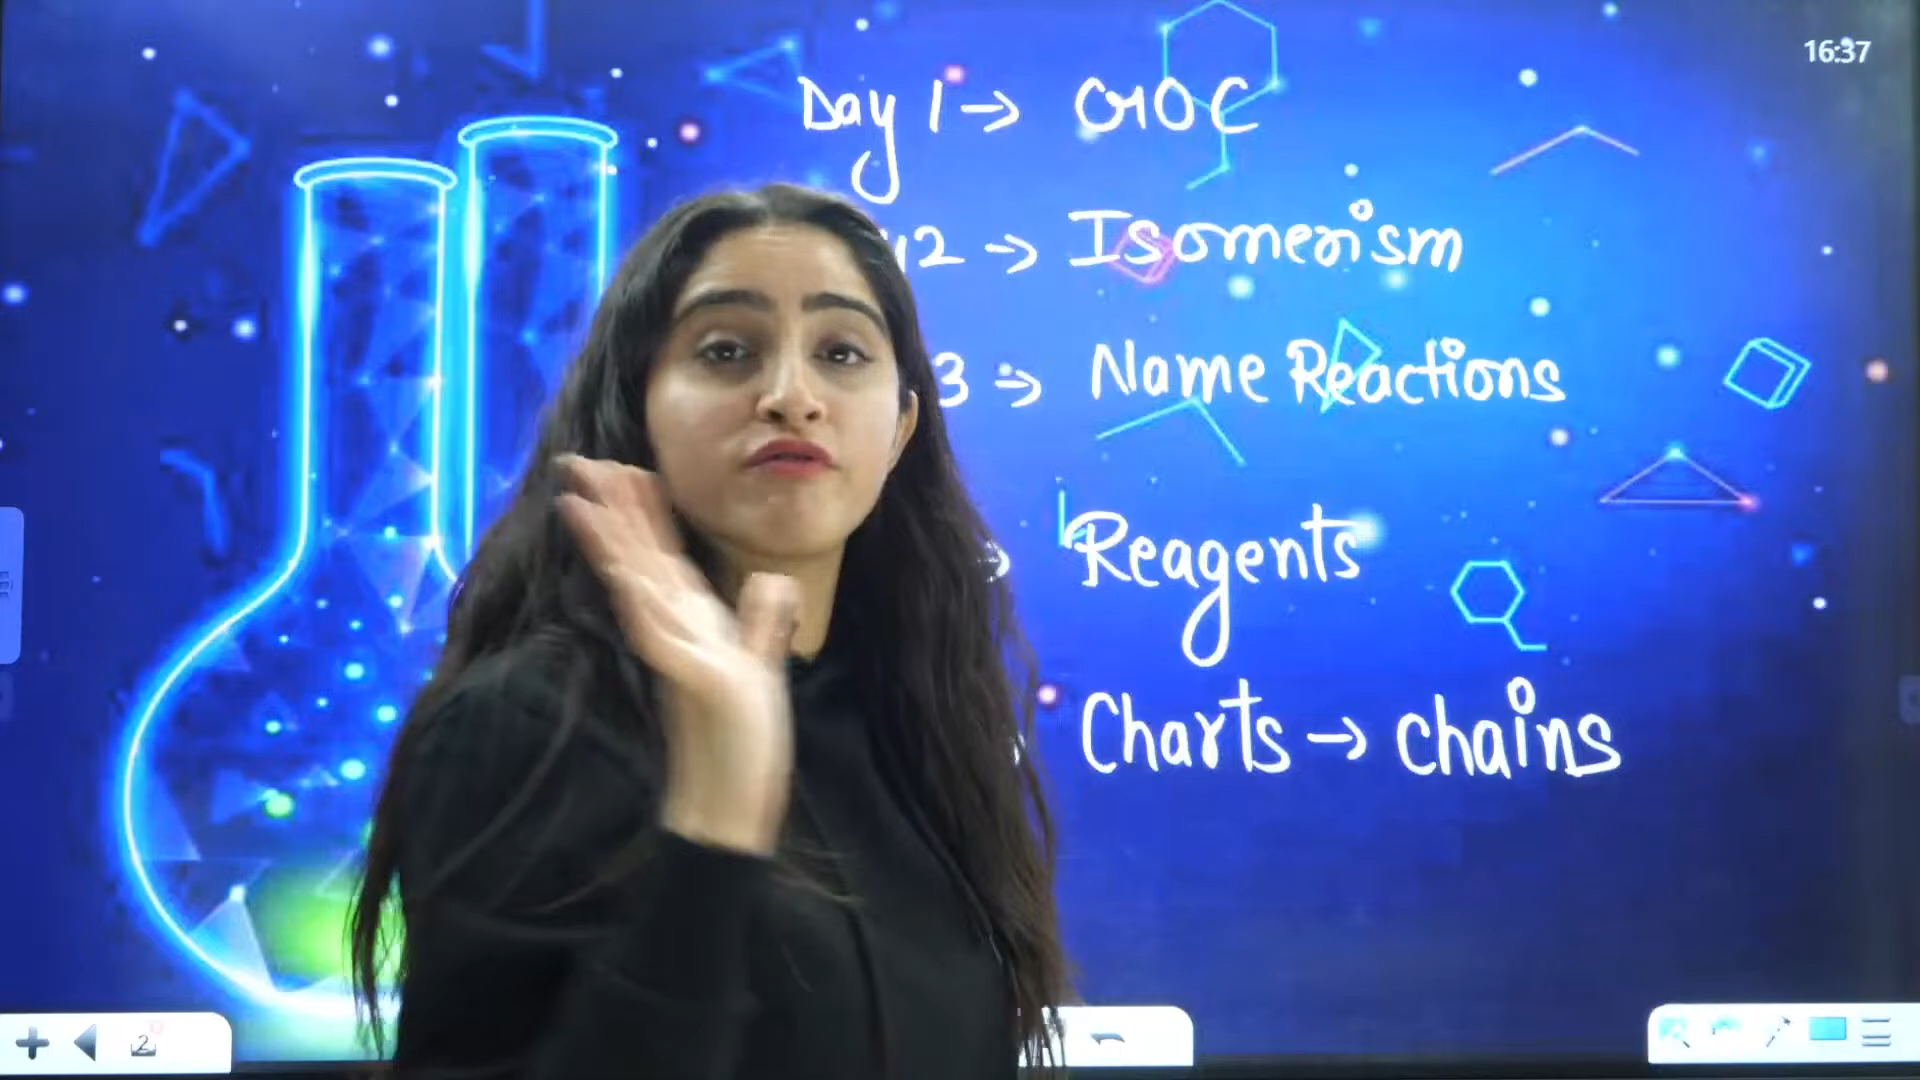 16:37
Day 1 → GOC
2 → Isomerism
3 → Name Reactions
→ Reagents
Charts → chains
2